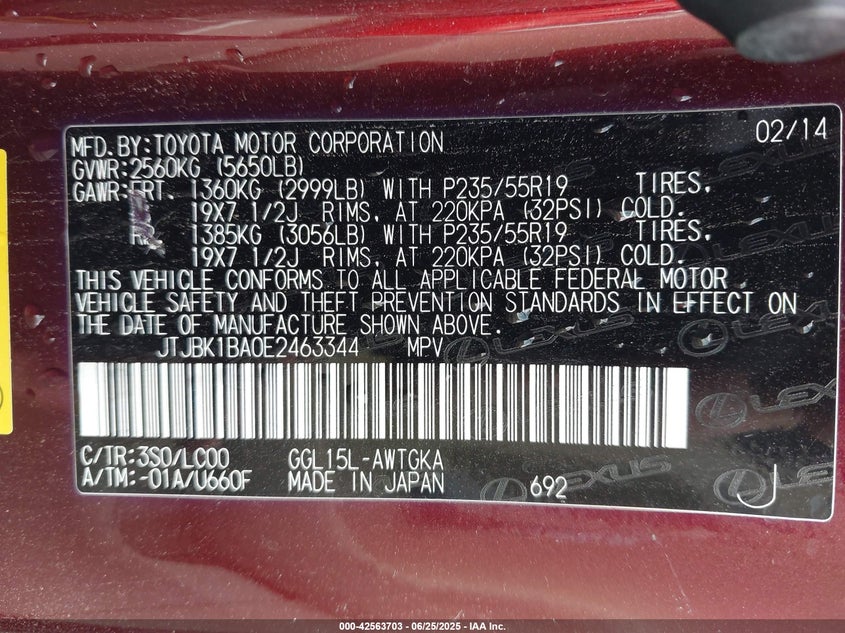 MFD.BY:TOYOTA MOTOR CORPORATION 02/14
GVWR:2560KG (5650LB)
GAWR:FRT. 1360KG (2999LB) WITH P235/55R19 TIRES,
19X7 1/2J RIMS, AT 220KPA (32PSI) COLD.
1385KG (3056LB) WITH P235/55R19 TIRES,
19X7 1/2J RIMS, AT 220KPA (32PSI) COLD.
THIS VEHICLE CONFORMS TO ALL APPLICABLE FEDERAL MOTOR
VEHICLE SAFETY AND THEFT PREVENTION STANDARDS IN EFFECT ON
THE DATE OF MANUFACTURE SHOWN ABOVE.
JTJBK1BA0E2463344 MPV
LEXUS
C/TR:3S0/LC00 GGL15L-AWTGKA
A/TM:-01A/U660F MADE IN JAPAN 692 J
LEXUS
000-42563703 - 06/25/2025 - IAA, Inc.